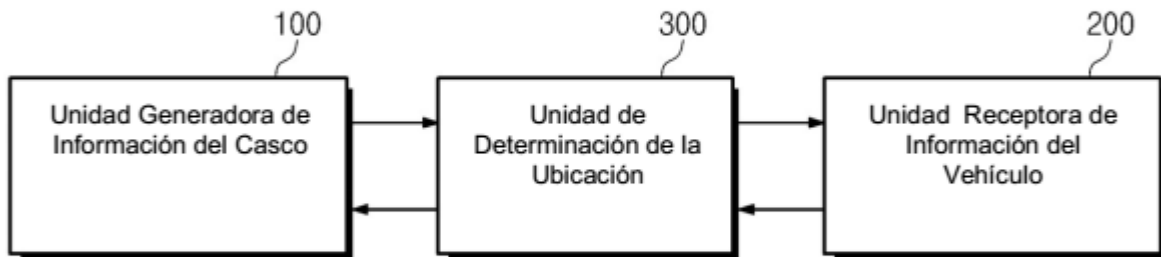 100
300
200
Unidad Generadora de
Información del Casco
Unidad de
Determinación de la
Ubicación
Unidad Receptora de
Información del
Vehículo